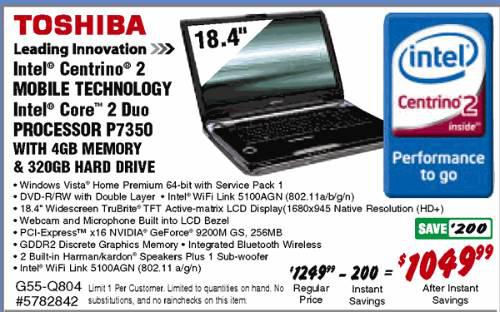 TOSHIBA
Leading Innovation >>>
Intel® Centrino® 2
MOBILE TECHNOLOGY
Intel® Core™ 2 Duo
PROCESSOR P7350
WITH 4GB MEMORY
& 320GB HARD DRIVE
18.4"
intel®
Centrino® 2
inside™
Performance
to go
• Windows Vista® Home Premium 64-bit with Service Pack 1
• DVD-R/RW with Double Layer • Intel® WiFi Link 5100AGN (802.11a/b/g/n)
• 18.4" Widescreen TruBrite® TFT Active-matrix LCD Display(1680x945 Native Resolution (HD+)
• Webcam and Microphone Built into LCD Bezel
• PCI-Express™ x16 NVIDIA® GeForce® 9200M GS, 256MB
• GDDR2 Discrete Graphics Memory • Integrated Bluetooth Wireless
• 2 Built-in Harman/kardon® Speakers Plus 1 Sub-woofer
• Intel® WiFi Link 5100AGN (802.11 a/g/n)
SAVE $200
$1249.99 - 200 = $1049.99
Regular Price
Instant Savings
After Instant Savings
G55-Q804
#5782842
Limit 1 Per Customer. Limited to quantities on hand. No
substitutions, and no rainchecks on this item.